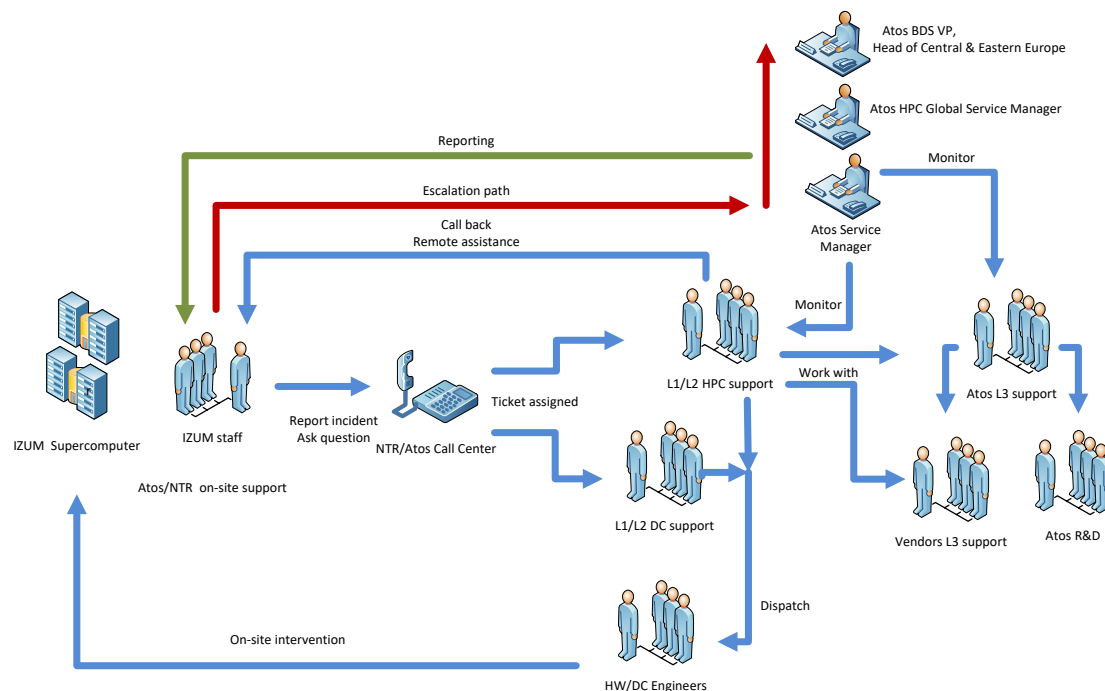 Atos BDS VP,
Head of Central & Eastern Europe
Atos HPC Global Service Manager
Reporting
Monitor
Escalation path
Call back
Remote assistance
Atos Service
Manager
Monitor
L1/L2 HPC support
Work with
Atos L3 support
Ticket assigned
Report incident
Ask question
IZUM Supercomputer
IZUM staff
NTR/Atos Call Center
Atos/NTR on-site support
L1/L2 DC support
Vendors L3 support
Atos R&D
Dispatch
On-site intervention
HW/DC Engineers